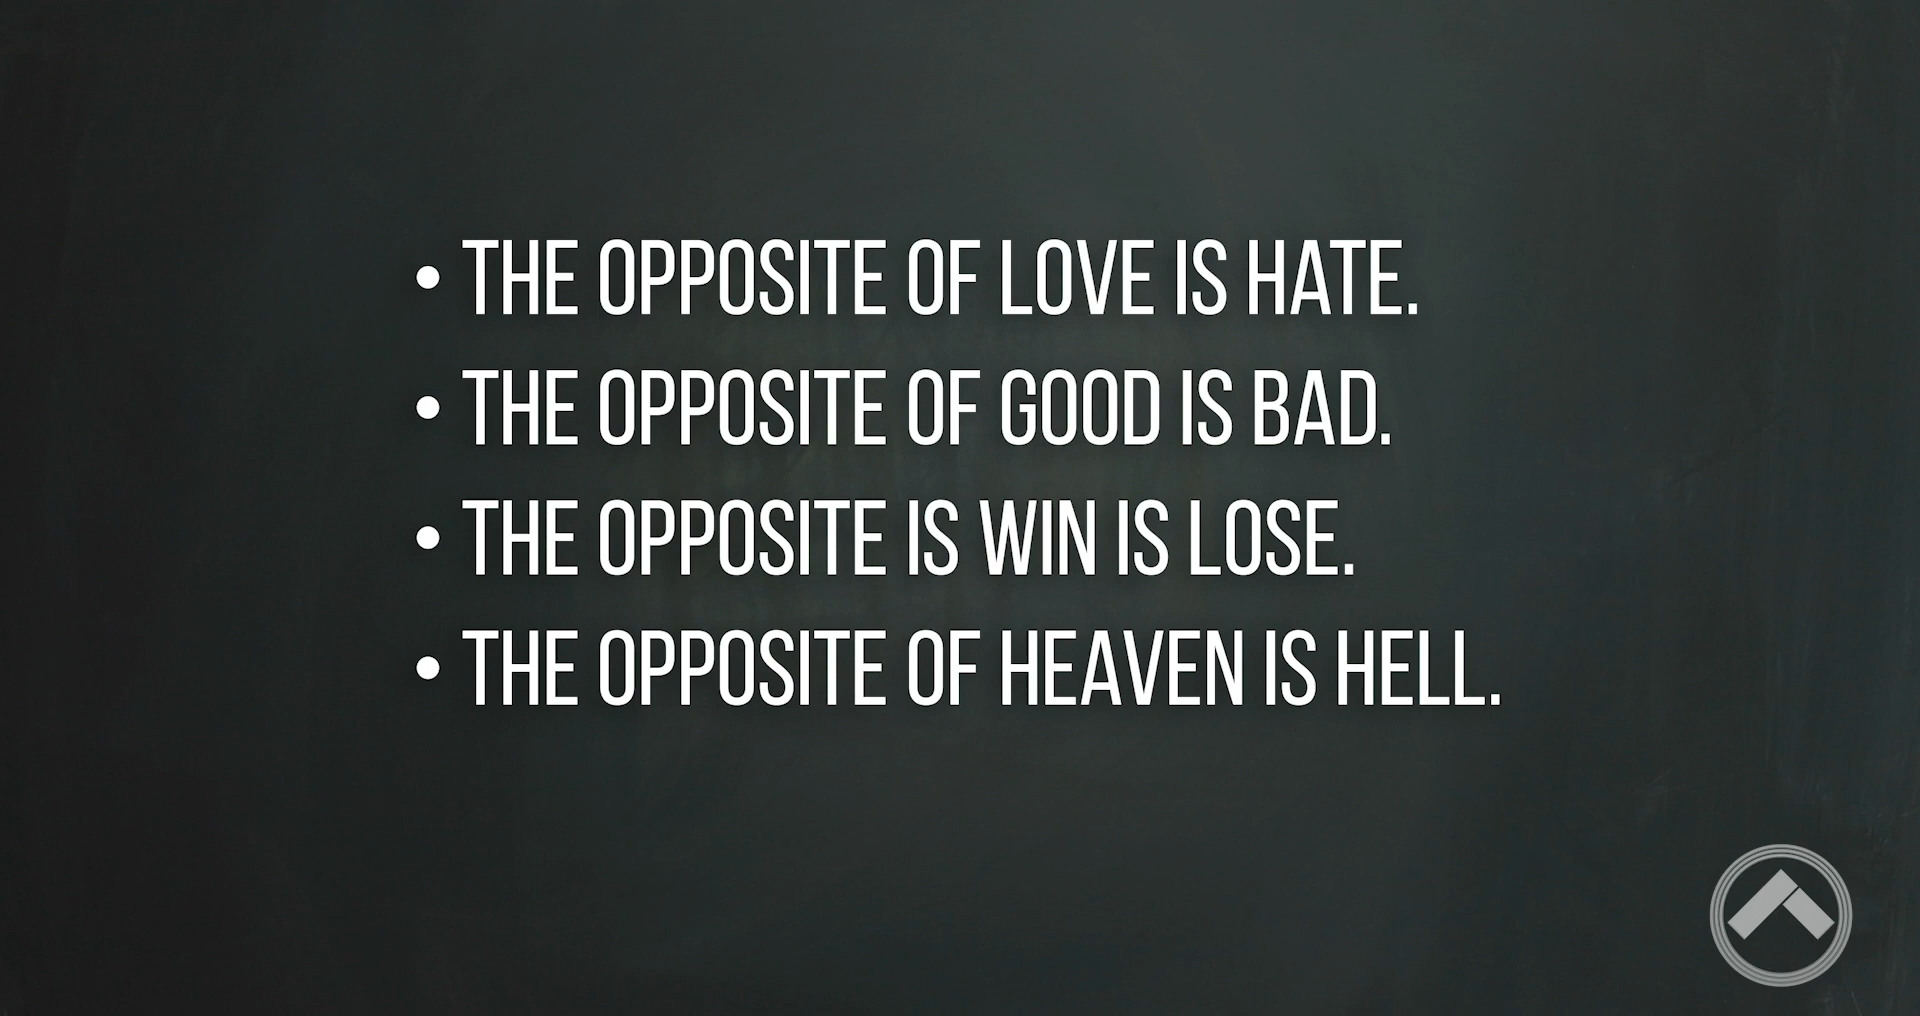 • THE OPPOSITE OF LOVE IS HATE.
• THE OPPOSITE OF GOOD IS BAD.
• THE OPPOSITE IS WIN IS LOSE.
• THE OPPOSITE OF HEAVEN IS HELL.